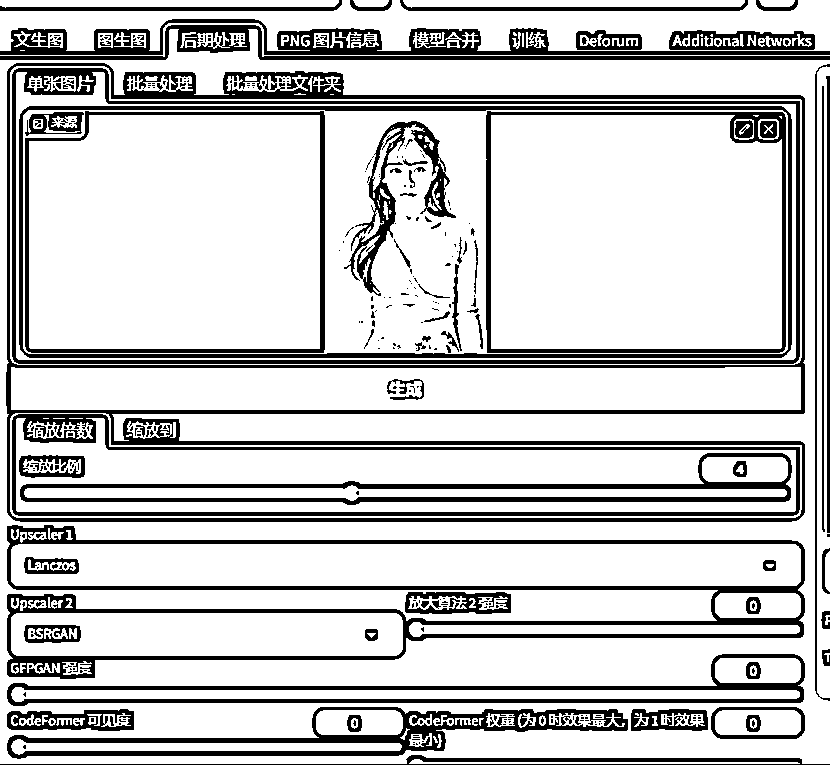 文生图 图生图 后期处理 PNG 图片信息 模型合并 训练 Deforum Additional Networks
单张图片 批量处理 批量处理文件夹
来源
生成
缩放倍数 缩放到
缩放比例 4
Upscaler 1
Lanczos
Upscaler 2 放大算法 2 强度 0
BSRGAN
GFPGAN 强度 0
CodeFormer 可见度 0 CodeFormer 权重 (为 0 时效果最大，为 1 时效果
最小)